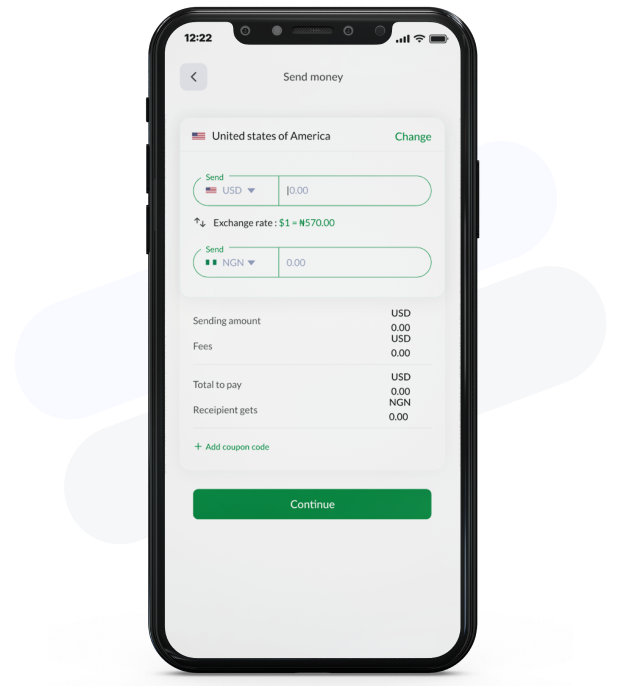 12:22
Send money
United states of America Change
Send
USD 0.00
Exchange rate : $1 = ₦570.00
Send
NGN 0.00
Sending amount USD
0.00
Fees USD
0.00
Total to pay USD
0.00
Receipient gets NGN
0.00
+ Add coupon code
Continue